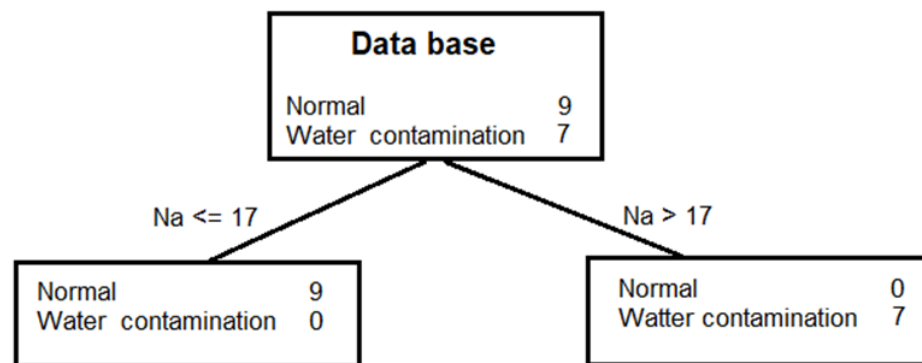 Data base
Normal 9
Water contamination 7
Na <= 17
Na > 17
Normal 9
Water contamination 0
Normal 0
Watter contamination 7